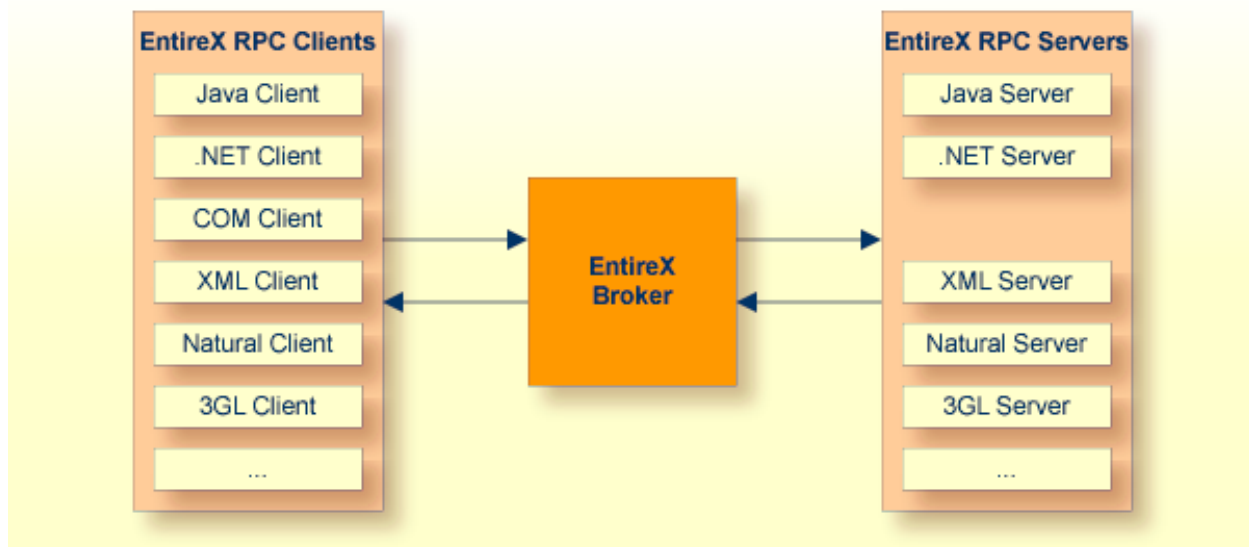 EntireX RPC Clients
Java Client
.NET Client
COM Client
XML Client
Natural Client
3GL Client
...
EntireX
Broker
EntireX RPC Servers
Java Server
.NET Server
XML Server
Natural Server
3GL Server
...